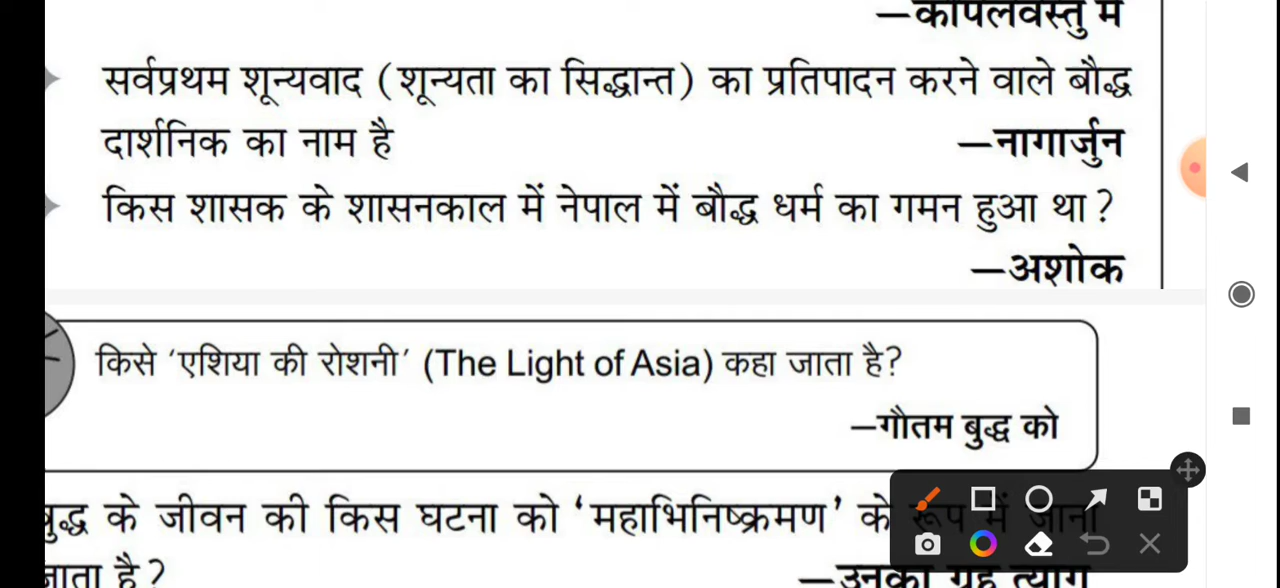 —कपिलवस्तु में
सर्वप्रथम शून्यवाद (शून्यता का सिद्धान्त) का प्रतिपादन करने वाले बौद्ध
दार्शनिक का नाम है —नागार्जुन
किस शासक के शासनकाल में नेपाल में बौद्ध धर्म का गमन हुआ था?
—अशोक
किसे ‘एशिया की रोशनी’ (The Light of Asia) कहा जाता है?
—गौतम बुद्ध को
बुद्ध के जीवन की किस घटना को ‘महाभिनिष्क्रमण’ के रूप में जाना
जाता है? —उनका गृह त्याग